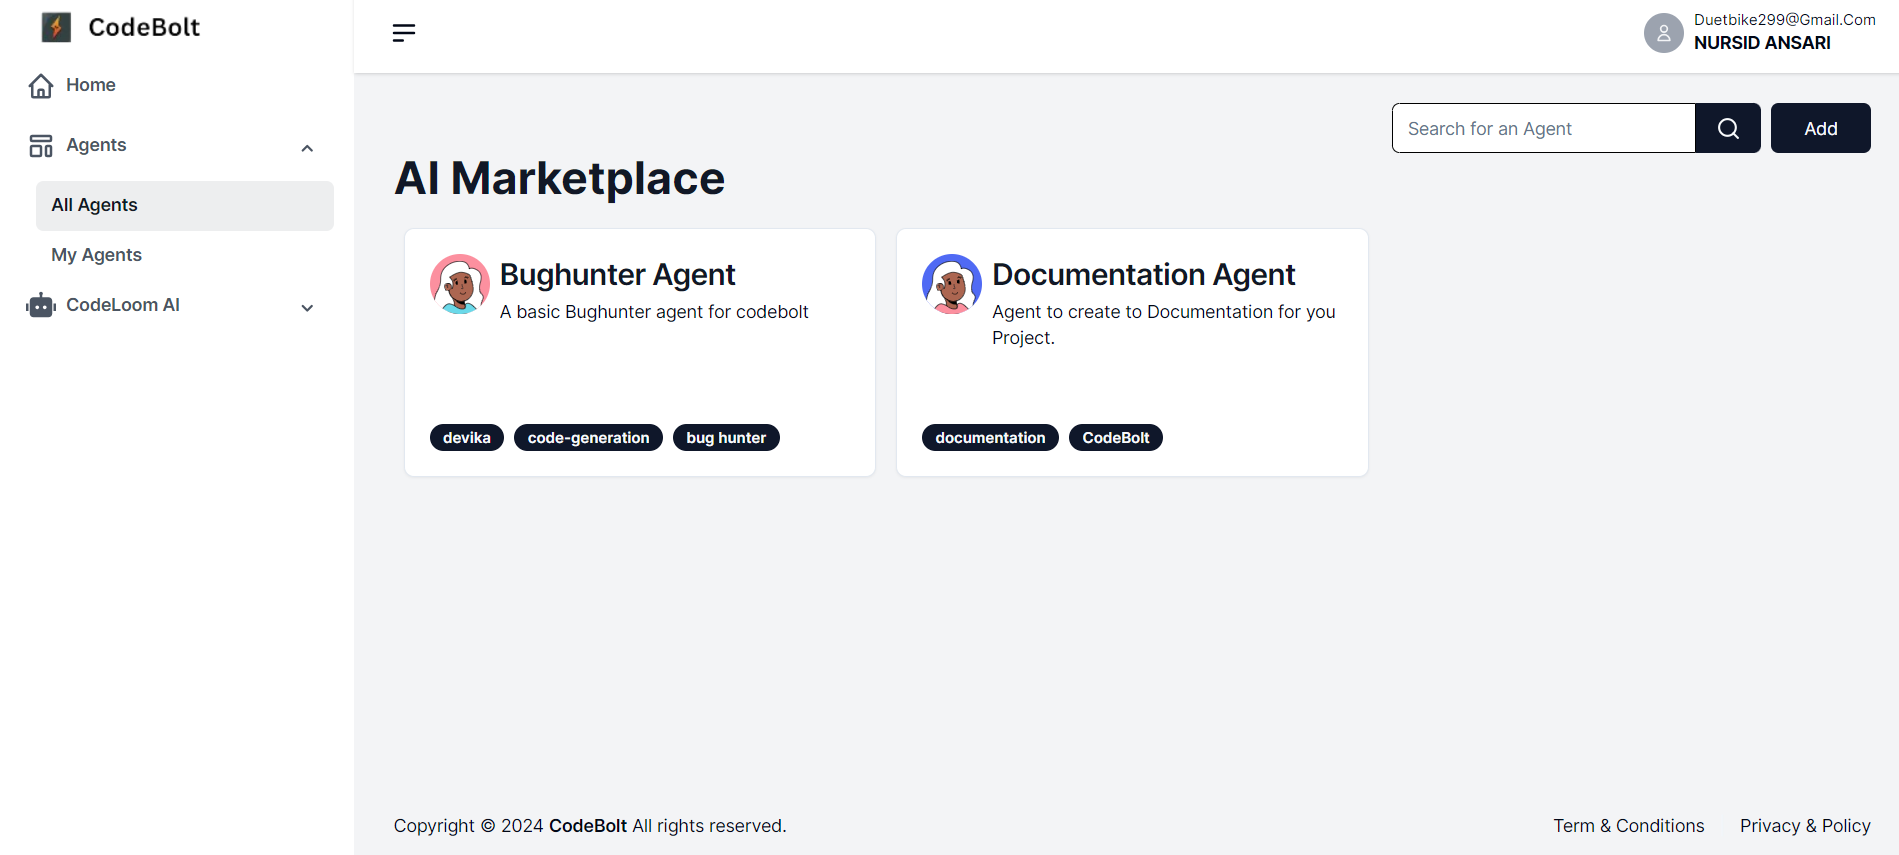 CodeBolt
Home
Agents
All Agents
My Agents
CodeLoom AI
Duetbike299@Gmail.Com
NURSID ANSARI
Search for an Agent
Add
AI Marketplace
Bughunter Agent
A basic Bughunter agent for codebolt
devika code-generation bug hunter
Documentation Agent
Agent to create to Documentation for you
Project.
documentation CodeBolt
Copyright © 2024 CodeBolt All rights reserved.
Term & Conditions Privacy & Policy